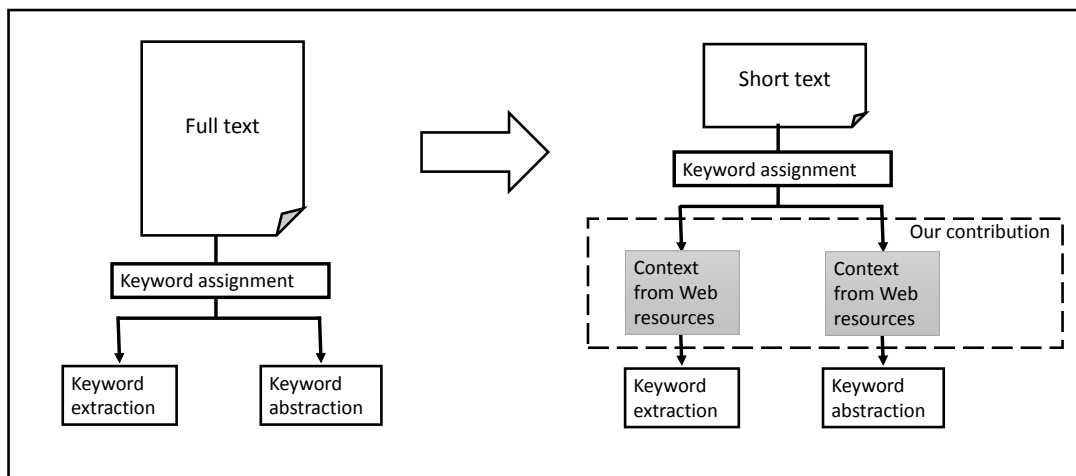 Full text
Keyword assignment
Keyword
extraction
Keyword
abstraction
Short text
Keyword assignment
Our contribution
Context
from Web
resources
Context
from Web
resources
Keyword
extraction
Keyword
abstraction